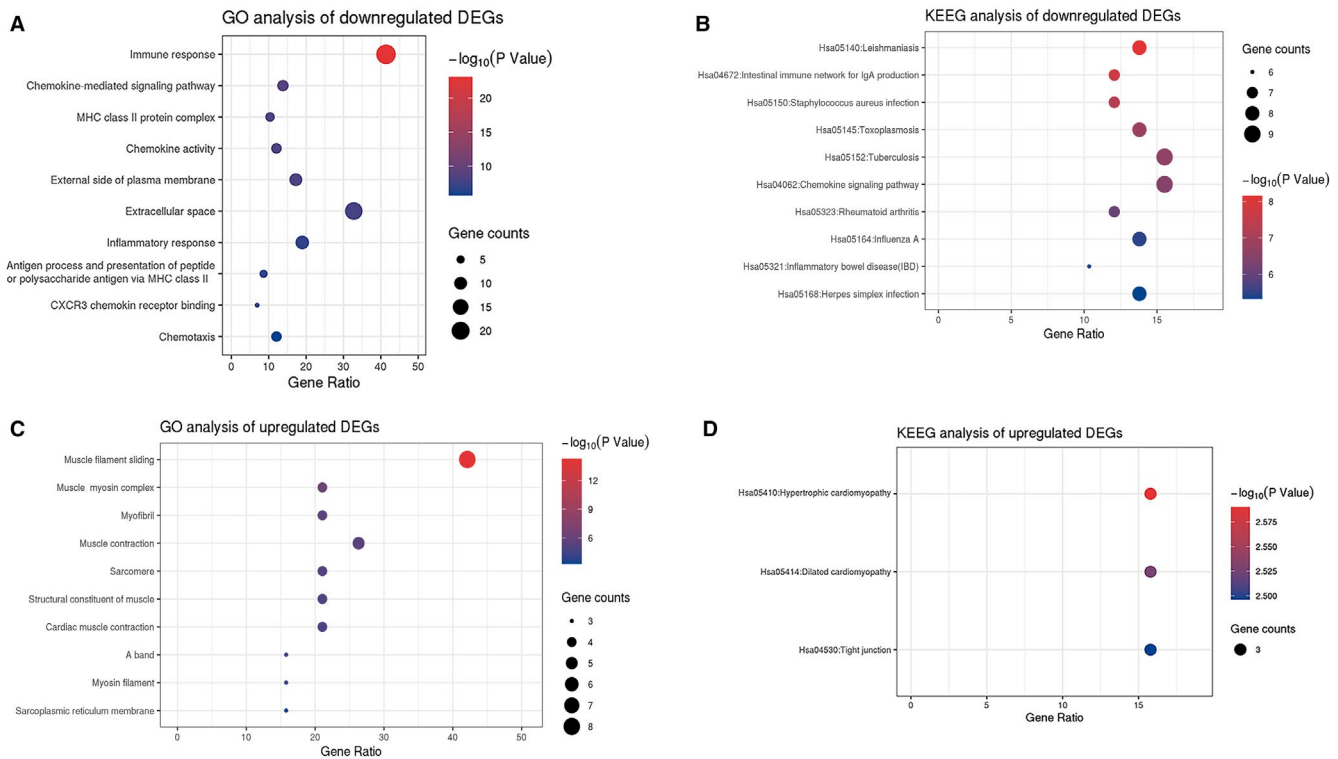 A
GO analysis of downregulated DEGs
Immune response
Chemokine-mediated signaling pathway
MHC class II protein complex
Chemokine activity
External side of plasma membrane
Extracellular space
Inflammatory response
Antigen process and presentation of peptide
or polysaccharide antigen via MHC class II
CXCR3 chemokin receptor binding
Chemotaxis
0 10 20 30 40 50
Gene Ratio
−log10(P Value)
20
15
10
Gene counts
5
10
15
20
B
KEEG analysis of downregulated DEGs
Hsa05140:Leishmaniasis
Hsa04672:Intestinal immune network for IgA production
Hsa05150:Staphylococcus aureus infection
Hsa05145:Toxoplasmosis
Hsa05152:Tuberculosis
Hsa04062:Chemokine signaling pathway
Hsa05323:Rheumatoid arthritis
Hsa05164:Influenza A
Hsa05321:Inflammatory bowel disease(IBD)
Hsa05168:Herpes simplex infection
0 5 10 15
Gene Ratio
Gene counts
6
7
8
9
−log10(P Value)
8
7
6
C
GO analysis of upregulated DEGs
Muscle filament sliding
Muscle myosin complex
Myofibril
Muscle contraction
Sarcomere
Structural constituent of muscle
Cardiac muscle contraction
A band
Myosin filament
Sarcoplasmic reticulum membrane
0 10 20 30 40 50
Gene Ratio
−log10(P Value)
12
9
6
Gene counts
3
4
5
6
7
8
D
KEEG analysis of upregulated DEGs
Hsa05410:Hypertrophic cardiomyopathy
Hsa05414:Dilated cardiomyopathy
Hsa04530:Tight junction
0 5 10 15
Gene Ratio
−log10(P Value)
2.575
2.550
2.525
2.500
Gene counts
3